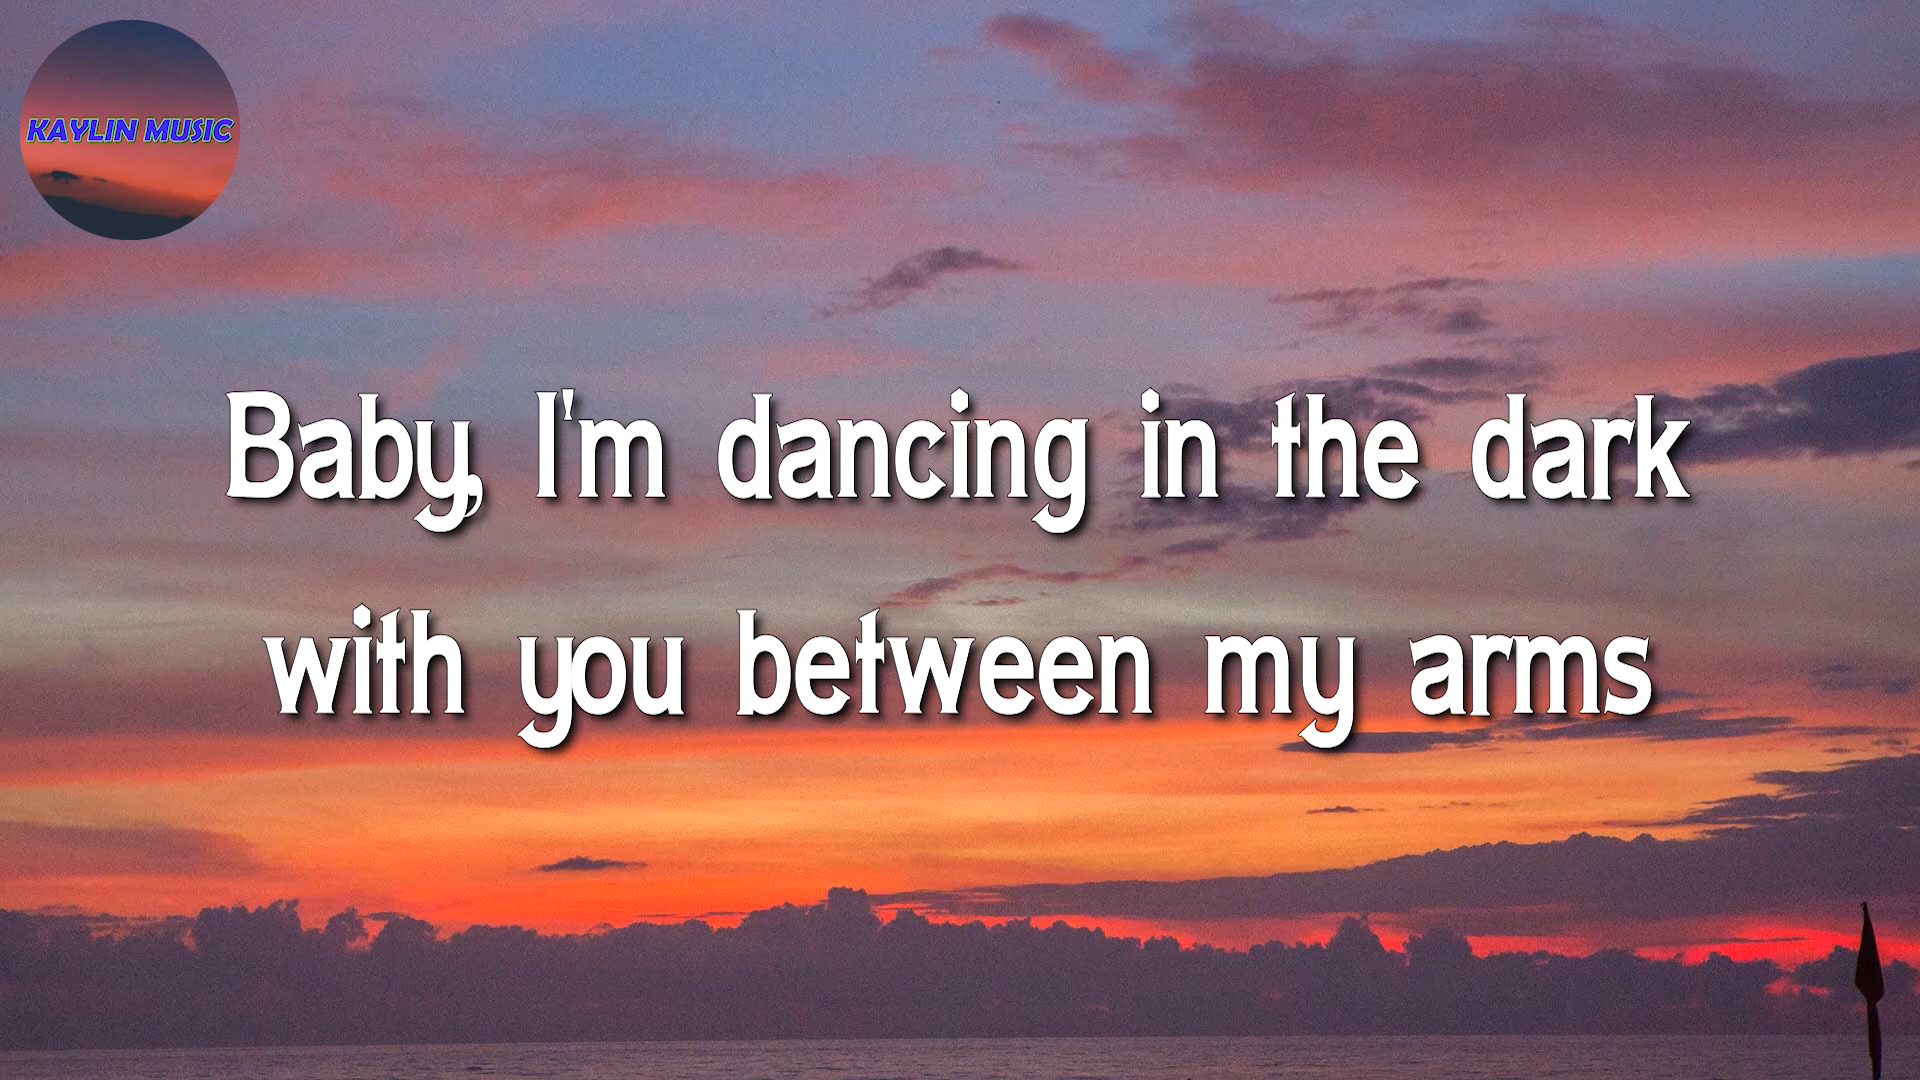 KAYLIN MUSIC
Baby, I'm dancing in the dark
with you between my arms